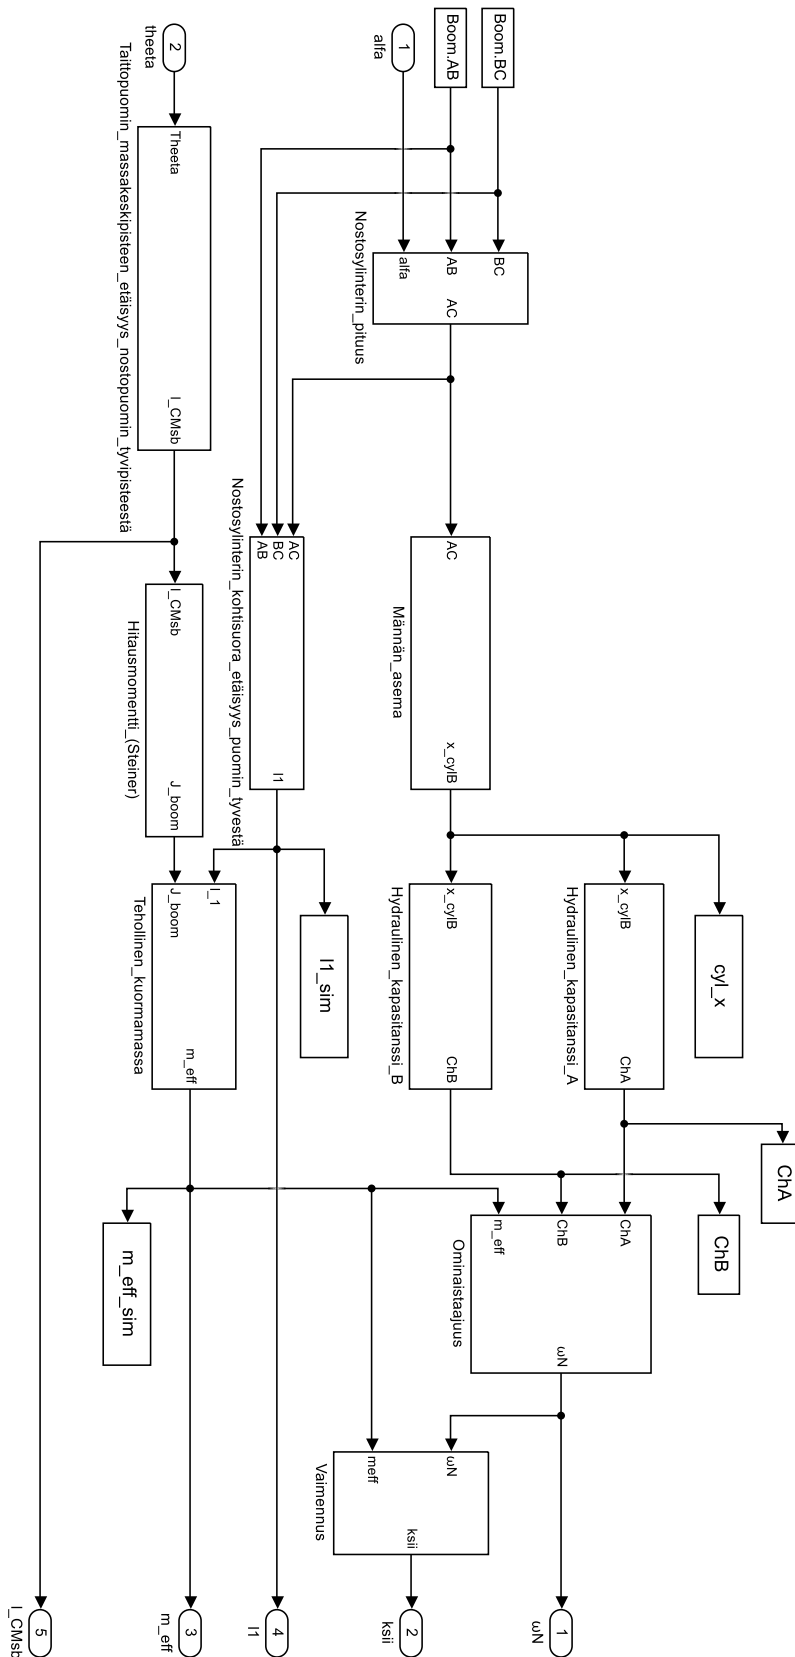 ChA
ChB
cyl_x
x_cylB
ChA
Hydraulinen_kapasitanssi_A
ChA
ChB
m_eff
ωN
Ominaistaajuus
1
ωN
Boom.BC
Boom.AB
1
alfa
BC
AB
alfa
AC
Nostosylinterin_pituus
AC
x_cylB
Männän_asema
x_cylB
ChB
Hydraulinen_kapasitanssi_B
ωN
meff
ksii
Vaimennus
2
ksii
l1_sim
AC
BC
AB
l1
Nostosylinterin_kohtisuora_etäisyys_puomin_tyvestä
4
l1
2
theeta
Theeta
l_CMsb
Taittopuomin_massakeskipisteen_etäisyys_nostopuomin_tyvipisteestä
l_CMsb
J_boom
Hitausmomentti_(Steiner)
l_1
J_boom
m_eff
Tehollinen_kuormamassa
m_eff_sim
3
m_eff
5
l_CMsb